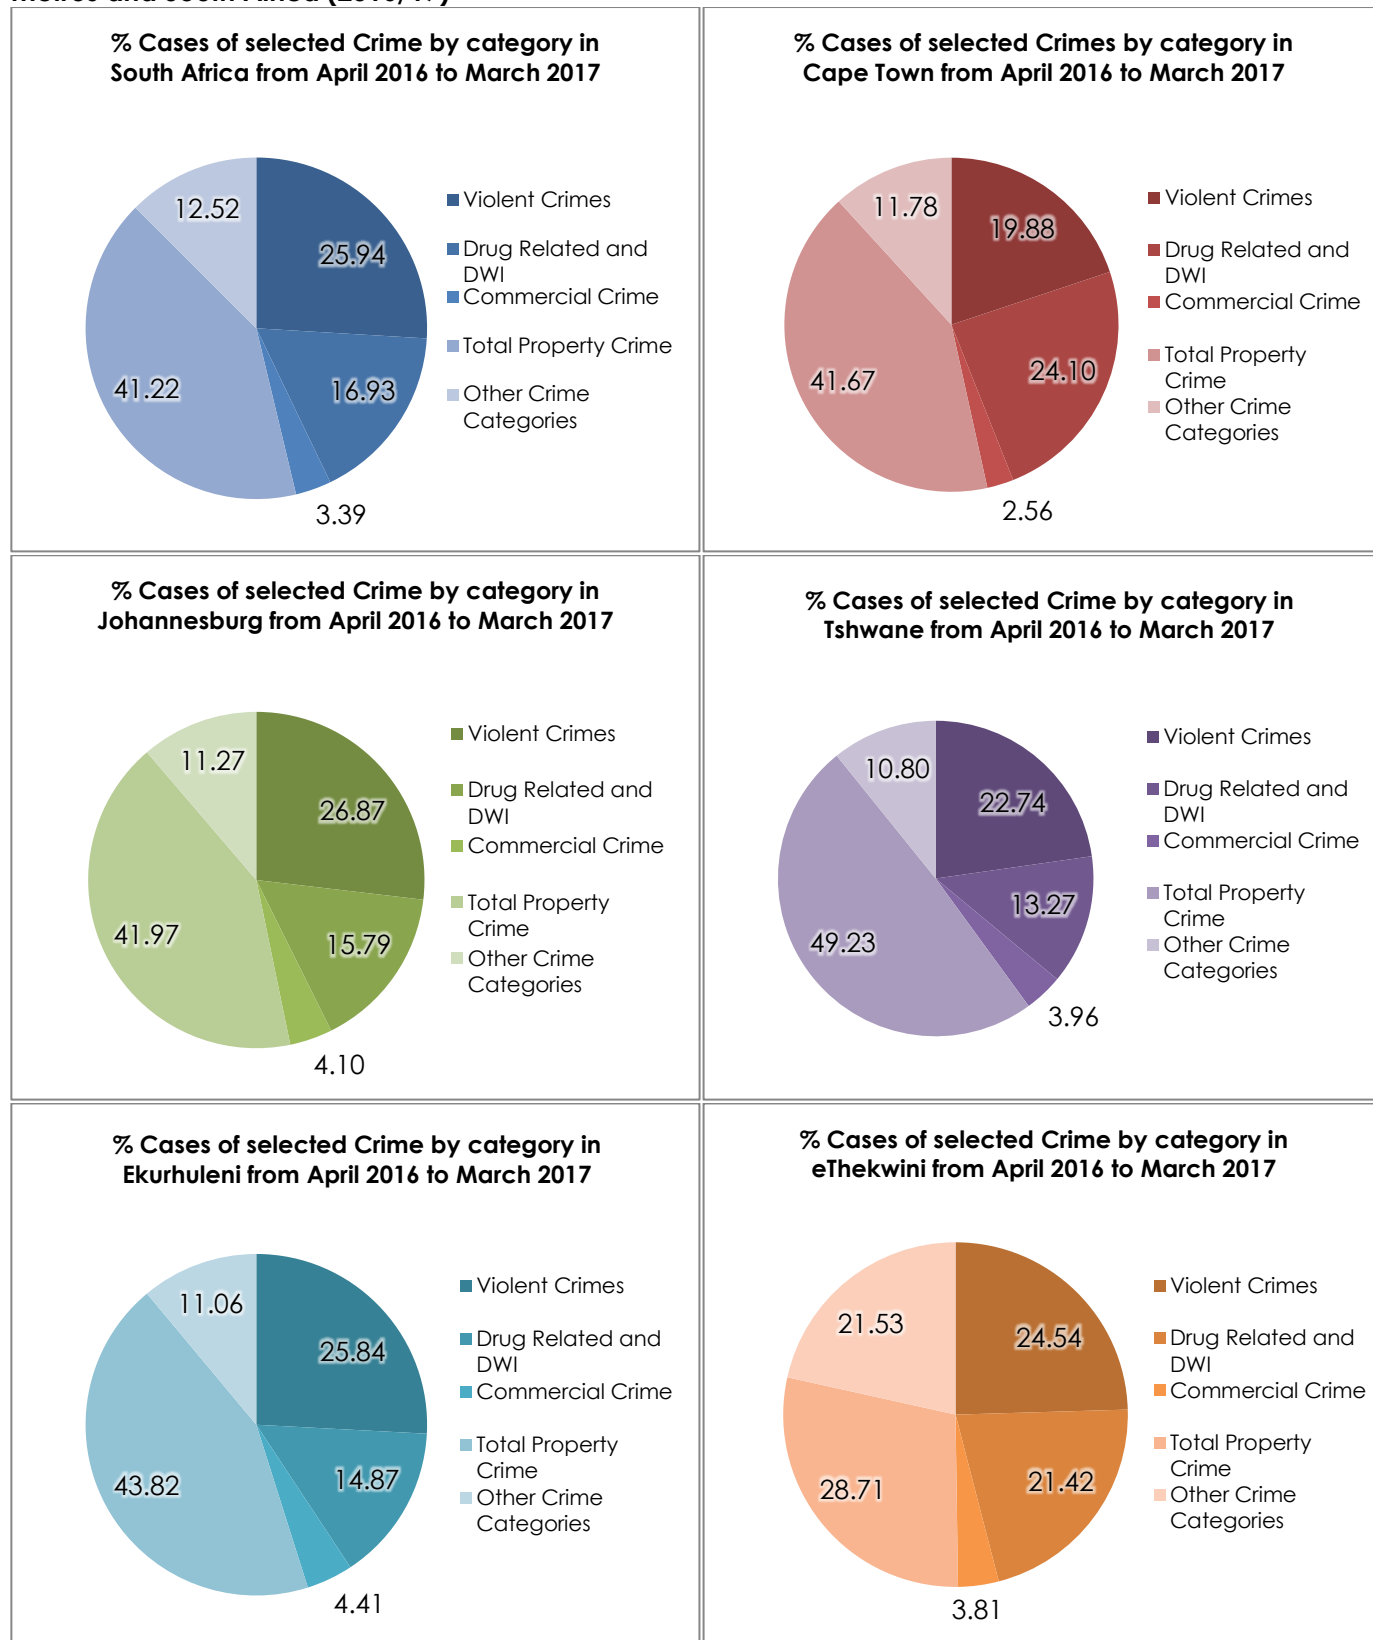 % Cases of selected Crime by category in
South Africa from April 2016 to March 2017
12.52
25.94
41.22
16.93
3.39
Violent Crimes
Drug Related and
DWI
Commercial Crime
Total Property Crime
Other Crime
Categories
% Cases of selected Crimes by category in
Cape Town from April 2016 to March 2017
11.78
19.88
41.67
24.10
2.56
Violent Crimes
Drug Related and
DWI
Commercial Crime
Total Property
Crime
Other Crime
Categories
% Cases of selected Crime by category in
Johannesburg from April 2016 to March 2017
11.27
26.87
41.97
15.79
4.10
Violent Crimes
Drug Related and
DWI
Commercial Crime
Total Property
Crime
Other Crime
Categories
% Cases of selected Crime by category in
Tshwane from April 2016 to March 2017
10.80
22.74
49.23
13.27
3.96
Violent Crimes
Drug Related and
DWI
Commercial Crime
Total Property
Crime
Other Crime
Categories
% Cases of selected Crime by category in
Ekurhuleni from April 2016 to March 2017
11.06
25.84
43.82
14.87
4.41
Violent Crimes
Drug Related and
DWI
Commercial Crime
Total Property
Crime
Other Crime
Categories
% Cases of selected Crime by category in
eThekwini from April 2016 to March 2017
21.53
24.54
28.71
21.42
3.81
Violent Crimes
Drug Related and
DWI
Commercial Crime
Total Property
Crime
Other Crime
Categories